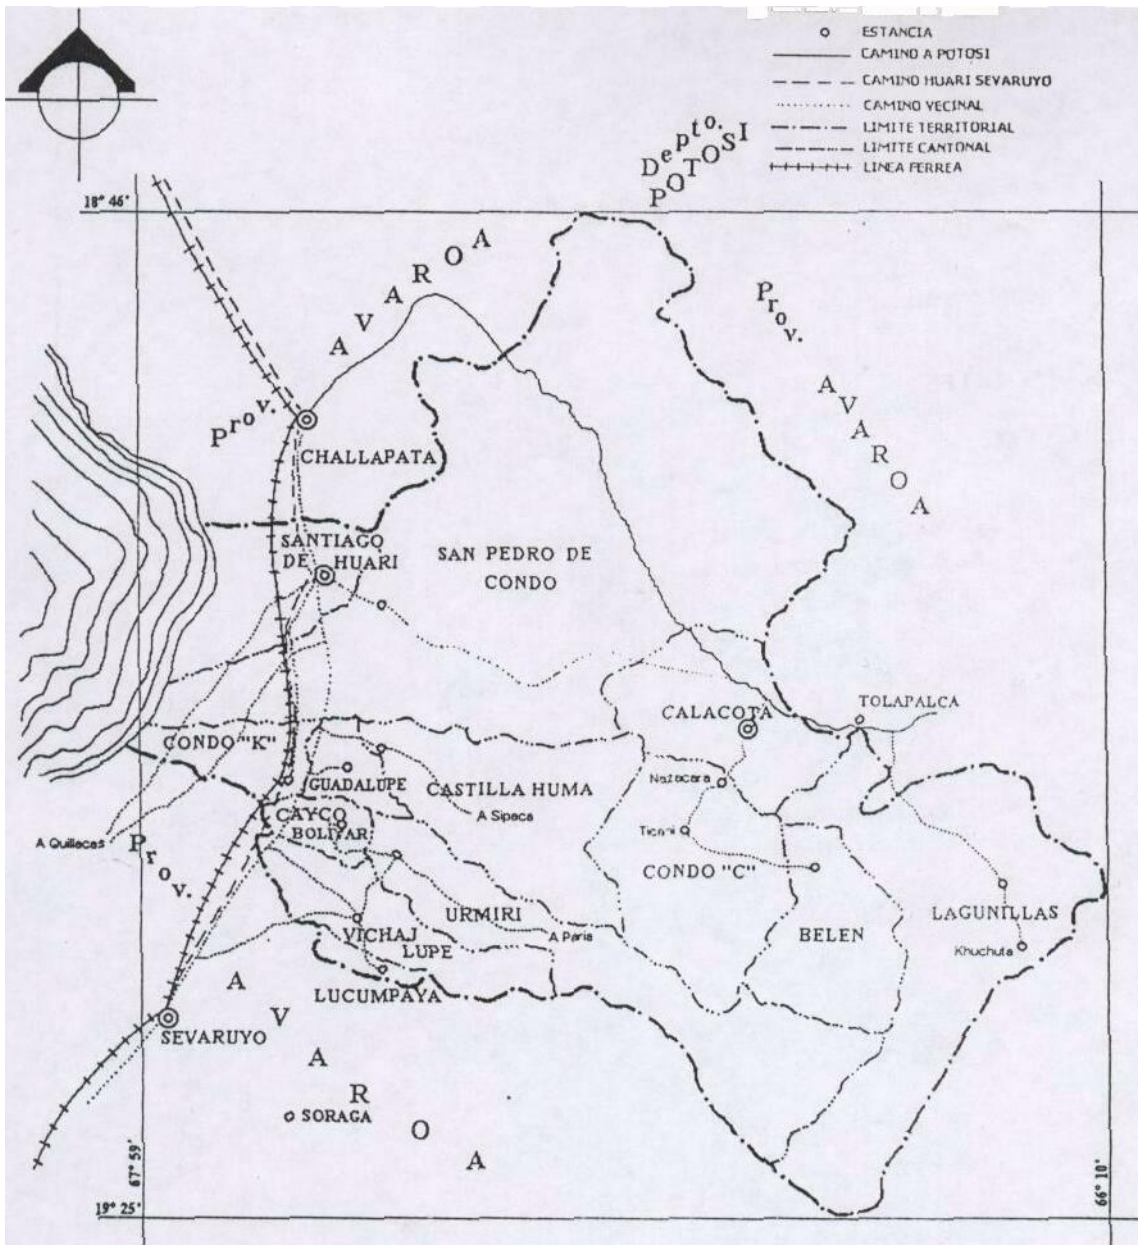 ESTANCIA
CAMINO A POTOSI
CAMINO HUARI SEVARUYO
CAMINO VECINAL
LIMITE TERRITORIAL
LIMITE CANTONAL
LINEA FERREA
Depto.
POTOSI
18° 46'
Prov. AVAROA
Prov. AVAROA
CHALLAPATA
SANTIAGO
DE HUARI
SAN PEDRO DE
CONDO
TOLAPALCA
CALACOTA
CONDO "K"
Nazacara
GUADALUPE
CASTILLA HUMA
A Sipaca
CAYCO
BOLIVAR
Ticani
A Quillacas
CONDO "C"
Prov. AVAROA
URMIRI
LAGUNILLAS
VICHAJ
LUPE
A Paria
BELEN
Khuchuta
LUCUMPAYA
SEVARUYO
SORAGA
67° 59'
66° 10'
19° 25'